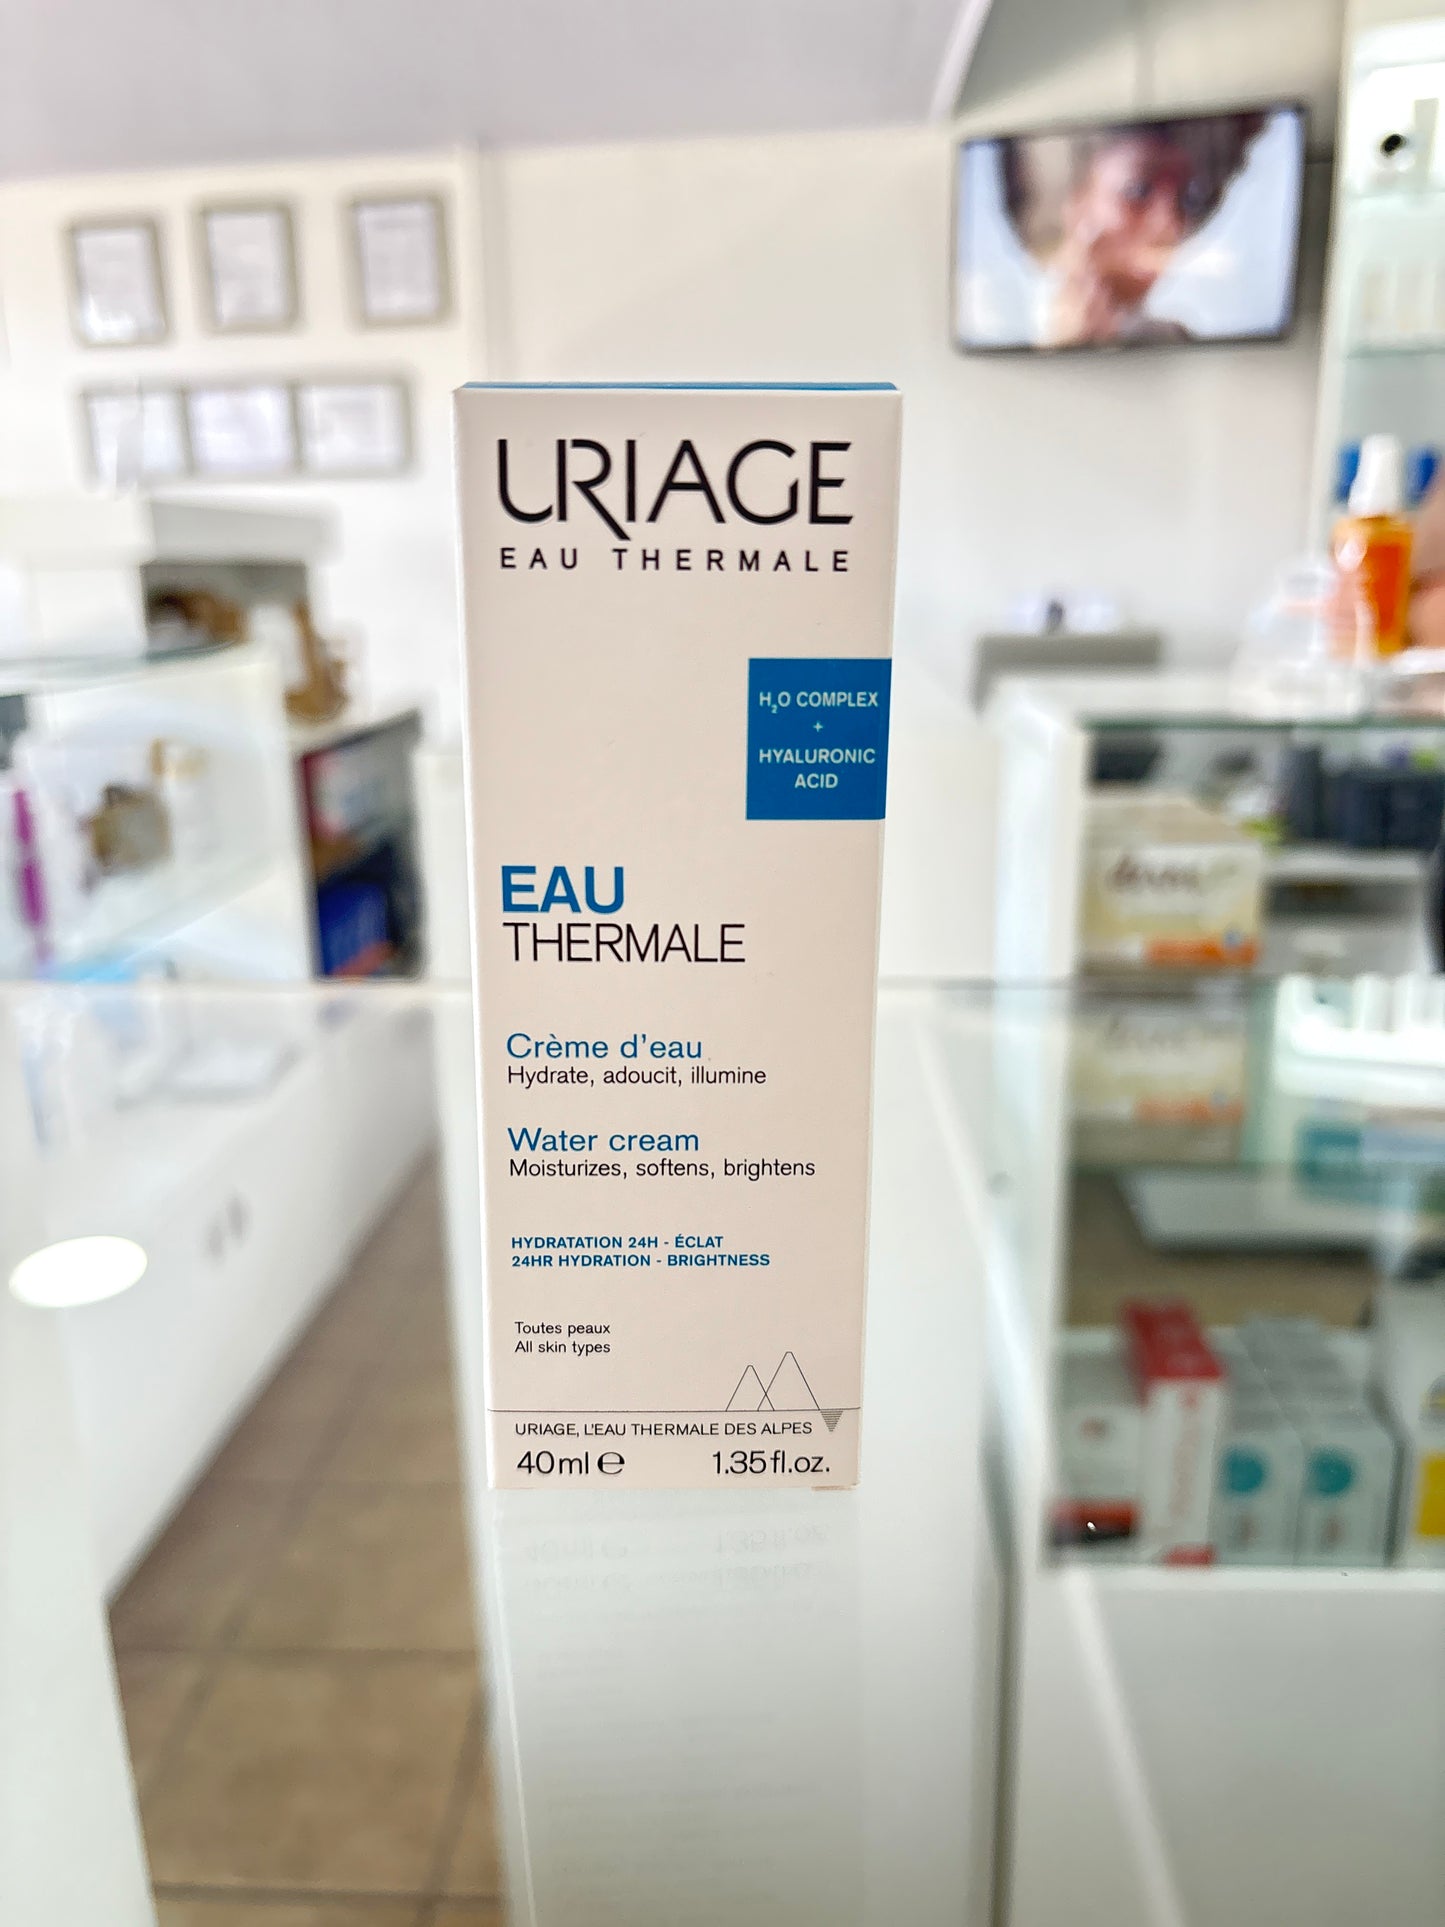 URIAGE
EAU THERMALE
H₂O COMPLEX
+
HYALURONIC
ACID
EAU
THERMALE
Crème d'eau
Hydrate, adoucit, illumine
Water cream
Moisturizes, softens, brightens
HYDRATATION 24H - ÉCLAT
24HR HYDRATION - BRIGHTNESS
Toutes peaux
All skin types
URIAGE, L'EAU THERMALE DES ALPES
40ml ℮ 1.35fl.oz.